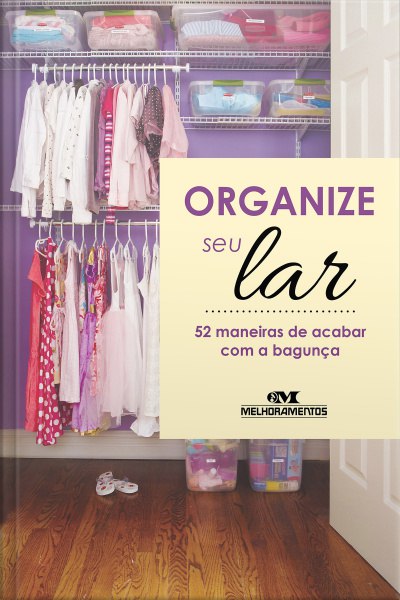 ORGANIZE
seu lar
52 maneiras de acabar
com a bagunça
MELHORAMENTOS